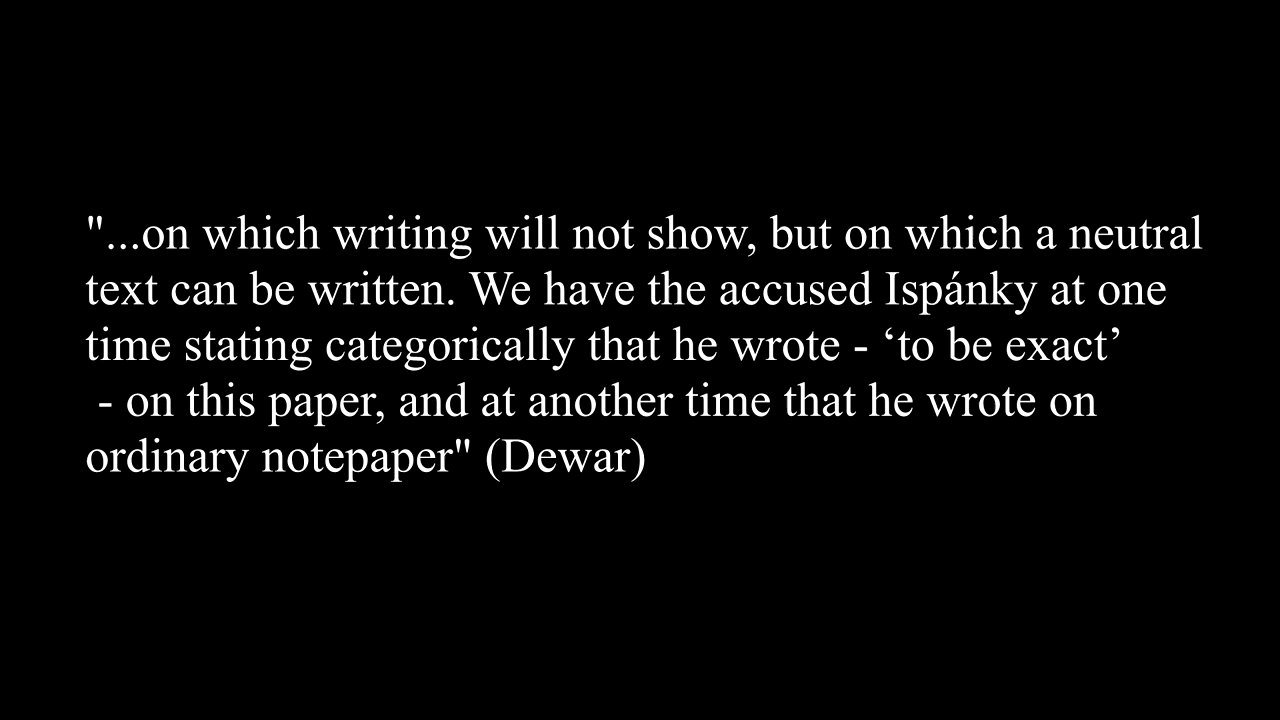 "...on which writing will not show, but on which a neutral
text can be written. We have the accused Ispánky at one
time stating categorically that he wrote - ‘to be exact’
- on this paper, and at another time that he wrote on
ordinary notepaper" (Dewar)